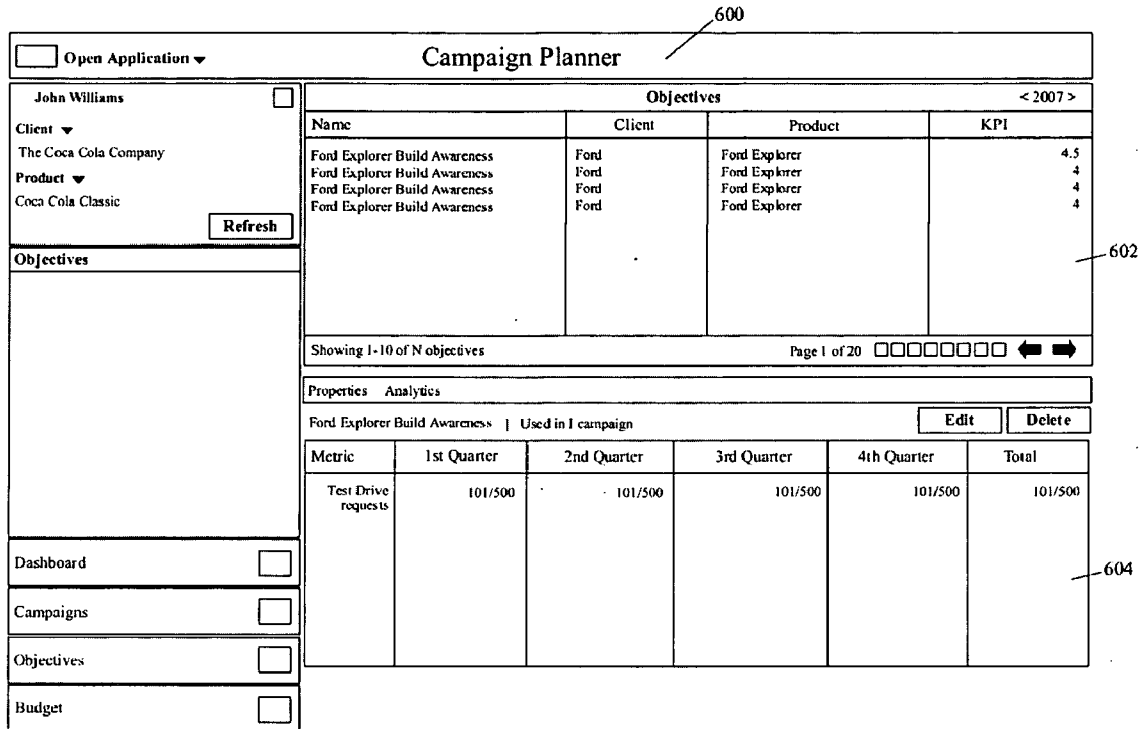 600
Open Application Campaign Planner
John Williams
Client
The Coca Cola Company
Product
Coca Cola Classic
Refresh
Objectives
Dashboard
Campaigns
Objectives
Budget
Objectives < 2007 >
Name Client Product KPI
Ford Explorer Build Awareness Ford Ford Explorer 4.5
Ford Explorer Build Awareness Ford Ford Explorer 4
Ford Explorer Build Awareness Ford Ford Explorer 4
Ford Explorer Build Awareness Ford Ford Explorer 4
602
Showing 1-10 of N objectives Page 1 of 20
Properties Analytics
Ford Explorer Build Awareness | Used in 1 campaign Edit Delete
Metric 1st Quarter 2nd Quarter 3rd Quarter 4th Quarter Total
Test Drive 101/500 101/500 101/500 101/500 101/500
requests
604